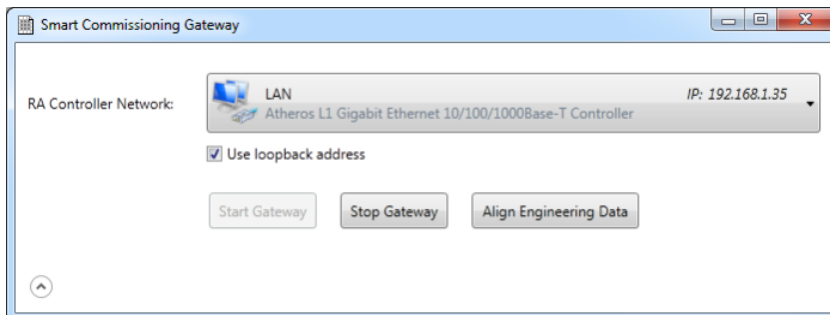 Smart Commissioning Gateway
RA Controller Network:
LAN
IP: 192.168.1.35
Atheros L1 Gigabit Ethernet 10/100/1000Base-T Controller
Use loopback address
Start Gateway
Stop Gateway
Align Engineering Data